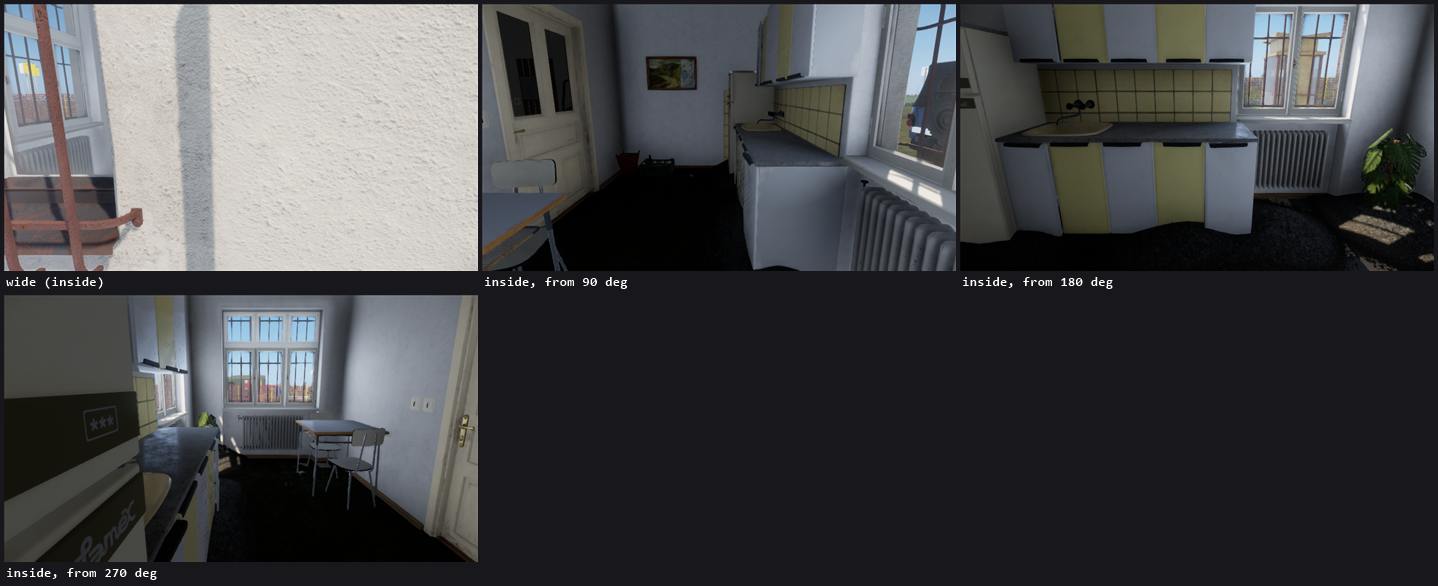 wide (inside)
inside, from 90 deg
inside, from 180 deg
inside, from 270 deg